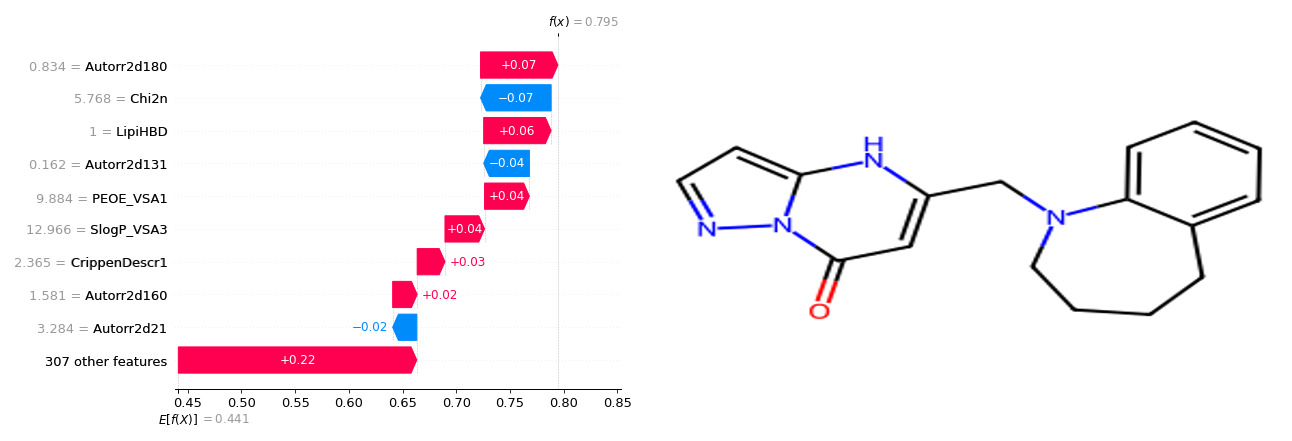 f(x) = 0.795
0.834 = Autorr2d180 +0.07
5.768 = Chi2n −0.07
1 = LipiHBD +0.06
0.162 = Autorr2d131 −0.04
9.884 = PEOE_VSA1 +0.04
12.966 = SlogP_VSA3 +0.04
2.365 = CrippenDescr1 +0.03
1.581 = Autorr2d160 +0.02
3.284 = Autorr2d21 −0.02
307 other features +0.22
0.45 0.50 0.55 0.60 0.65 0.70 0.75 0.80 0.85
E[f(X)] = 0.441
H
N
N
N
N
O